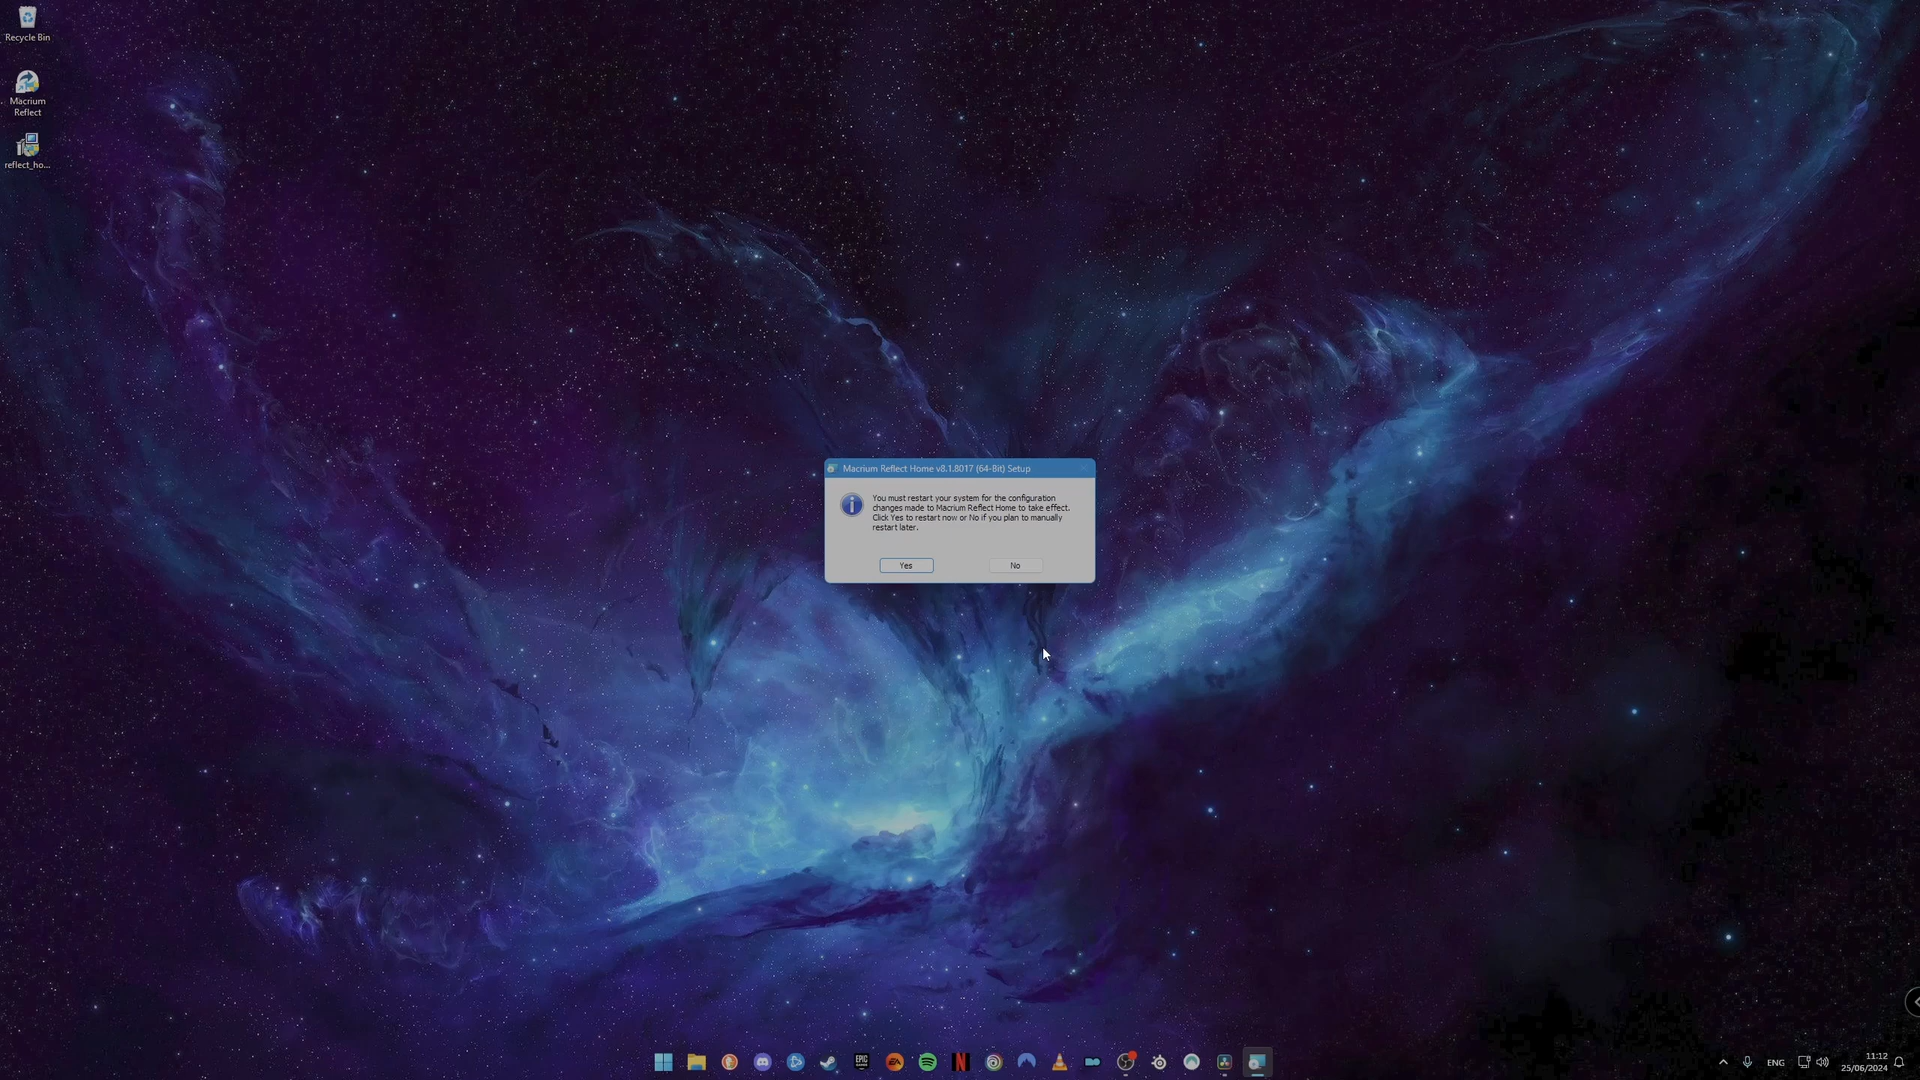 Recycle Bin
Macrium
Reflect
reflect_ho...
Macrium Reflect Home v8.1.8017 (64-Bit) Setup
You must restart your system for the configuration
changes made to Macrium Reflect Home to take effect.
Click Yes to restart now or No if you plan to manually
restart later.
Yes
No
EPIC
EA
N
ENG
11:12
25/06/2024